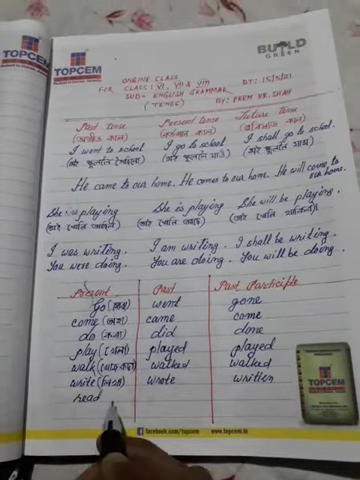 TOPCEM
BUILD
GREEN
ONLINE CLASS
FOR CLASS VI, VII & VIII
DT: 15/5/21
SUB- ENGLISH GRAMMAR
(TENSE)
BY: PREM KR. SHAH
Past tense Present tense Future tense
I went to school I go to school I shall go to school.
He came to our home. He comes to our home. He will come to our home.
She was playing She is playing She will be playing.
I was writing. I am writing. I shall be writing.
You were doing. You are doing. You will be doing.
Present Past Past Participle
Go went gone
come came come
do did done
play played played
walk walked walked
write wrote written
read
TOPCEM
facebook.com/topcem www.topcem.in